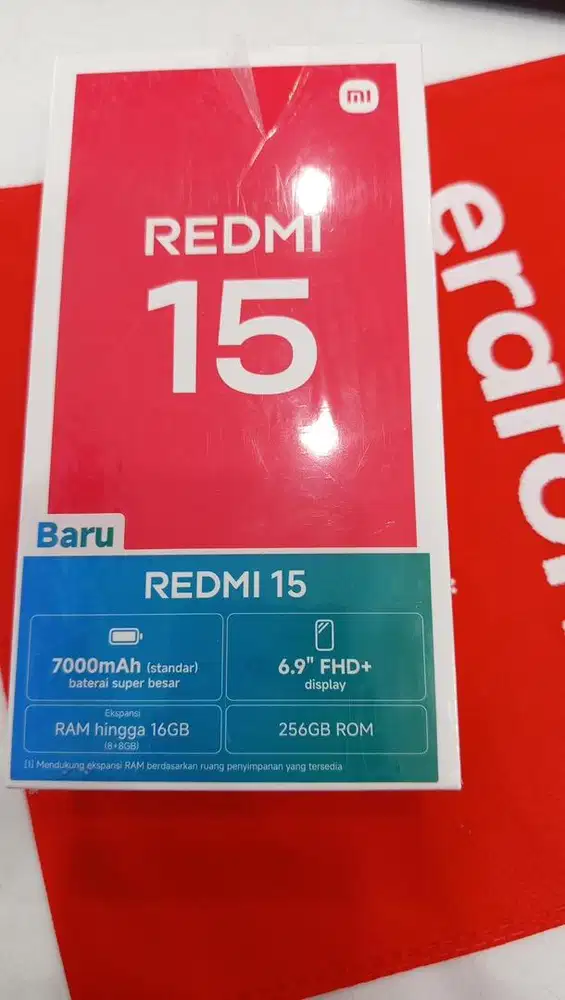 mi
REDMI
15
Baru
REDMI 15
7000mAh (standar)
baterai super besar
6.9" FHD+
display
Ekspansi
RAM hingga 16GB
(8+8GB)
256GB ROM
[1] Mendukung ekspansi RAM berdasarkan ruang penyimpanan yang tersedia